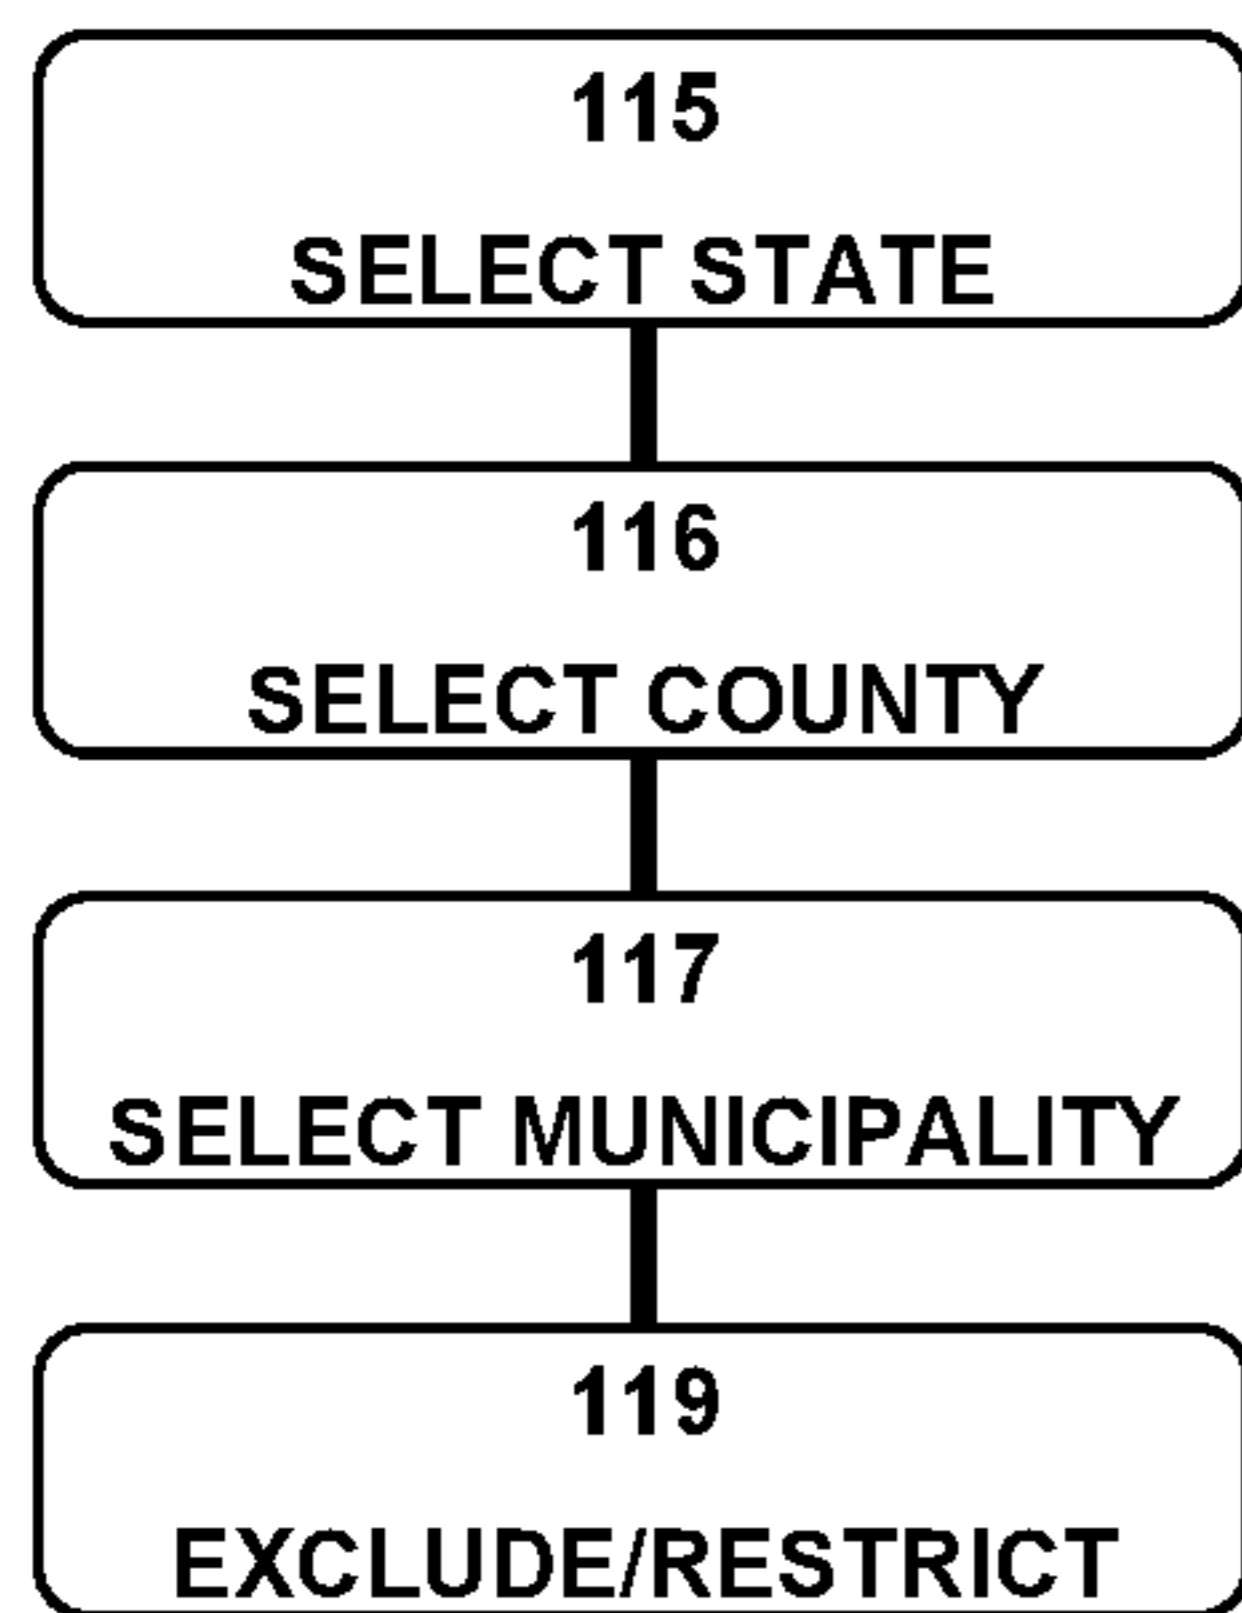 115
SELECT STATE
116
SELECT COUNTY
117
SELECT MUNICIPALITY
119
EXCLUDE/RESTRICT